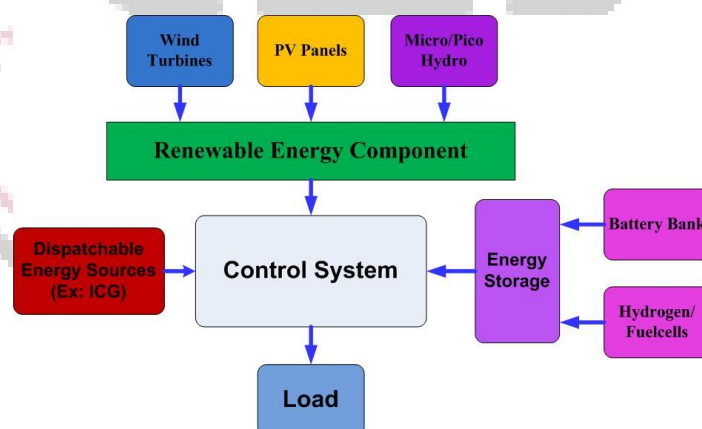 Wind
Turbines
PV Panels
Micro/Pico
Hydro
Renewable Energy Component
Dispatchable
Energy Sources
(Ex: ICG)
Control System
Energy
Storage
Battery Bank
Hydrogen/
Fuelcells
Load